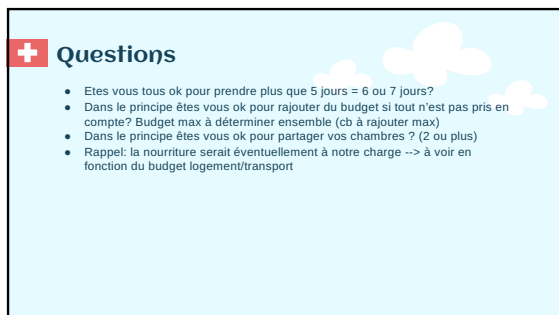 Questions
● Etes vous tous ok pour prendre plus que 5 jours = 6 ou 7 jours?
● Dans le principe êtes vous ok pour rajouter du budget si tout n'est pas pris en
compte? Budget max à déterminer ensemble (cb à rajouter max)
● Dans le principe êtes vous ok pour partager vos chambres ? (2 ou plus)
● Rappel: la nourriture serait éventuellement à notre charge --> à voir en
fonction du budget logement/transport